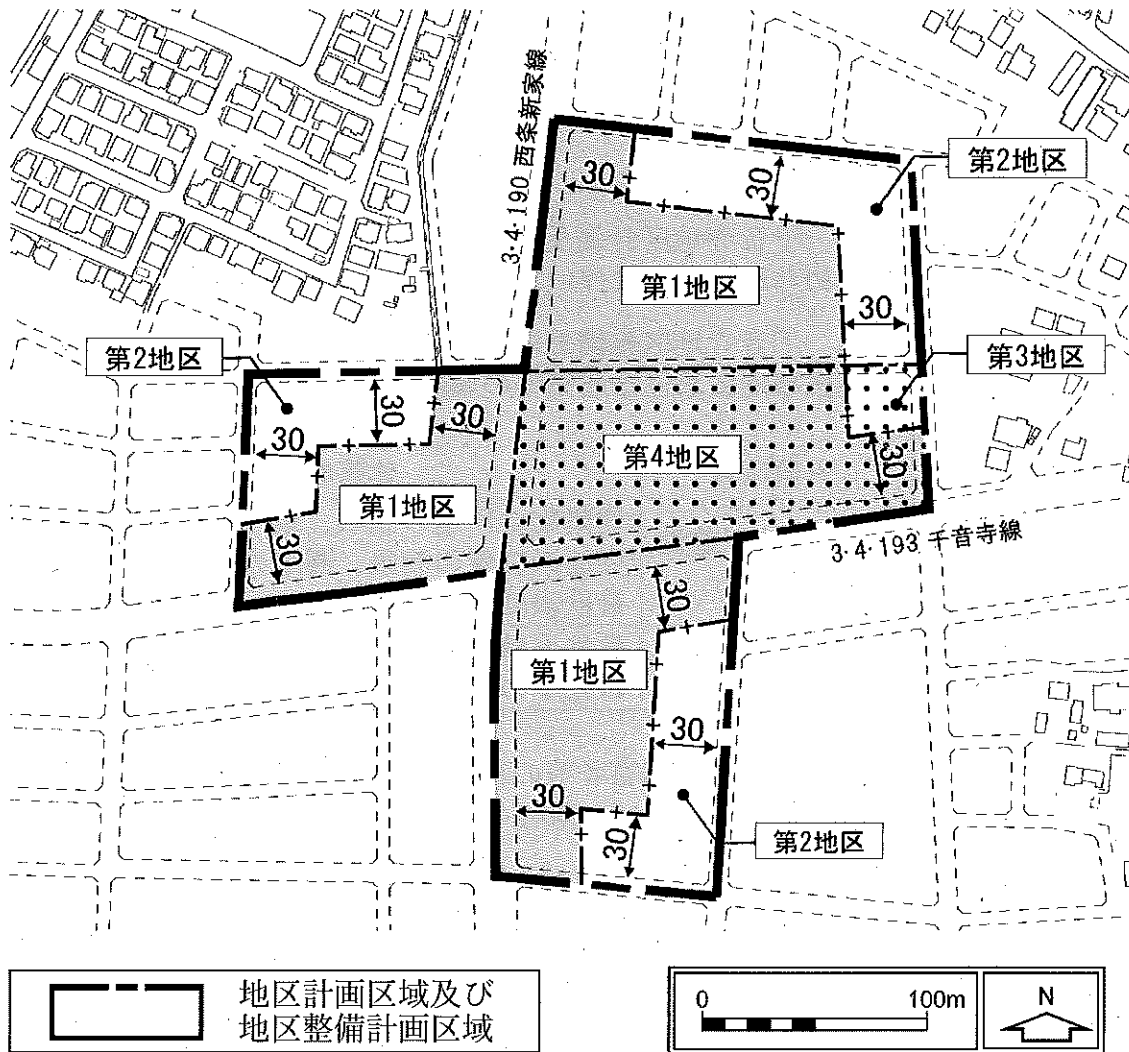 3・4・190 西条新家線
第2地区
30
30
第1地区
30
第2地区
第3地区
30
30
30
第4地区
第1地区
30
30
3・4・193 千音寺線
30
第1地区
30
30
30
第2地区
地区計画区域及び
地区整備計画区域
0 100m
N